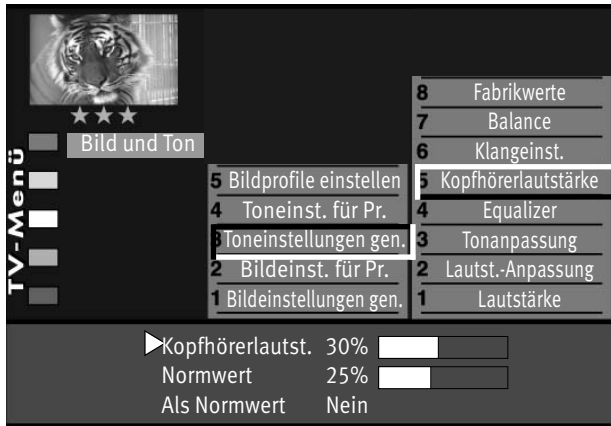 TV-Menü
Bild und Ton
5 Bildprofile einstellen
4 Toneinst. für Pr.
3 Toneinstellungen gen.
2 Bildeinst. für Pr.
1 Bildeinstellungen gen.
8 Fabrikwerte
7 Balance
6 Klangeinst.
5 Kopfhörerlautstärke
4 Equalizer
3 Tonanpassung
2 Lautst.-Anpassung
1 Lautstärke
Kopfhörerlautst. 30%
Normwert 25%
Als Normwert Nein